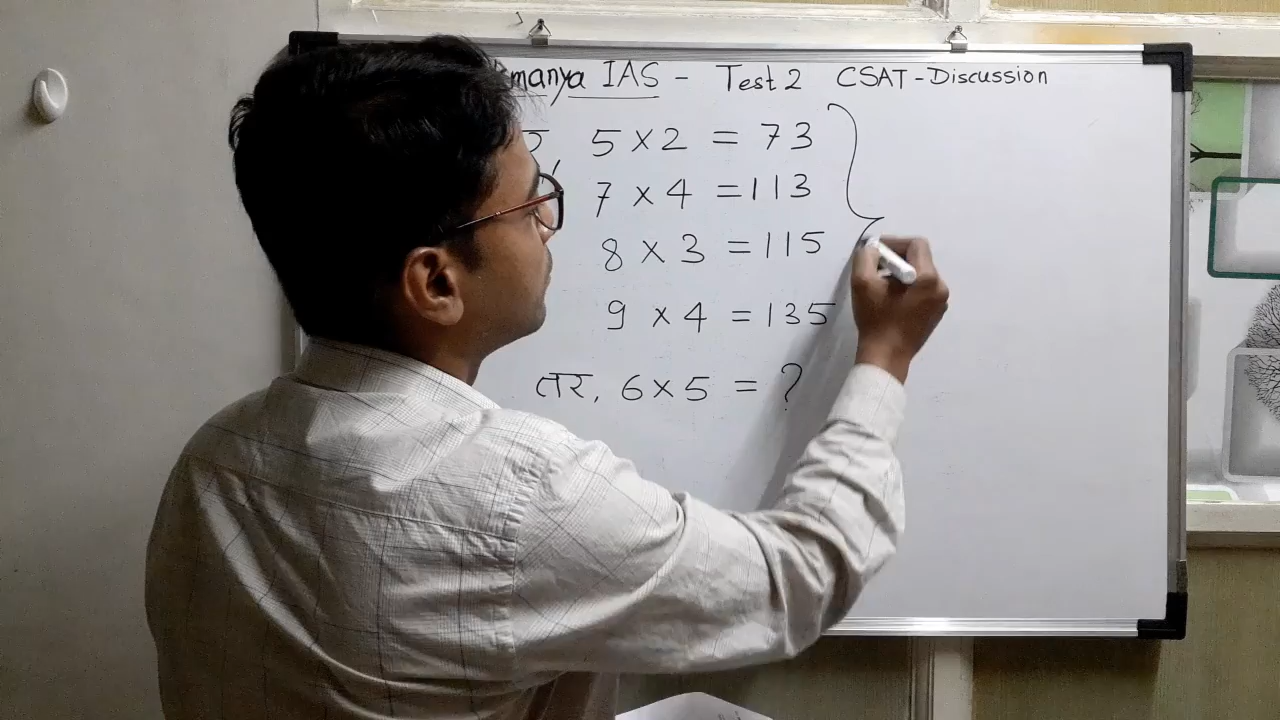 kmanya IAS - Test 2 CSAT - Discussion
5 × 2 = 73
7 × 4 = 113
8 × 3 = 115
9 × 4 = 135
तर, 6 × 5 = ?